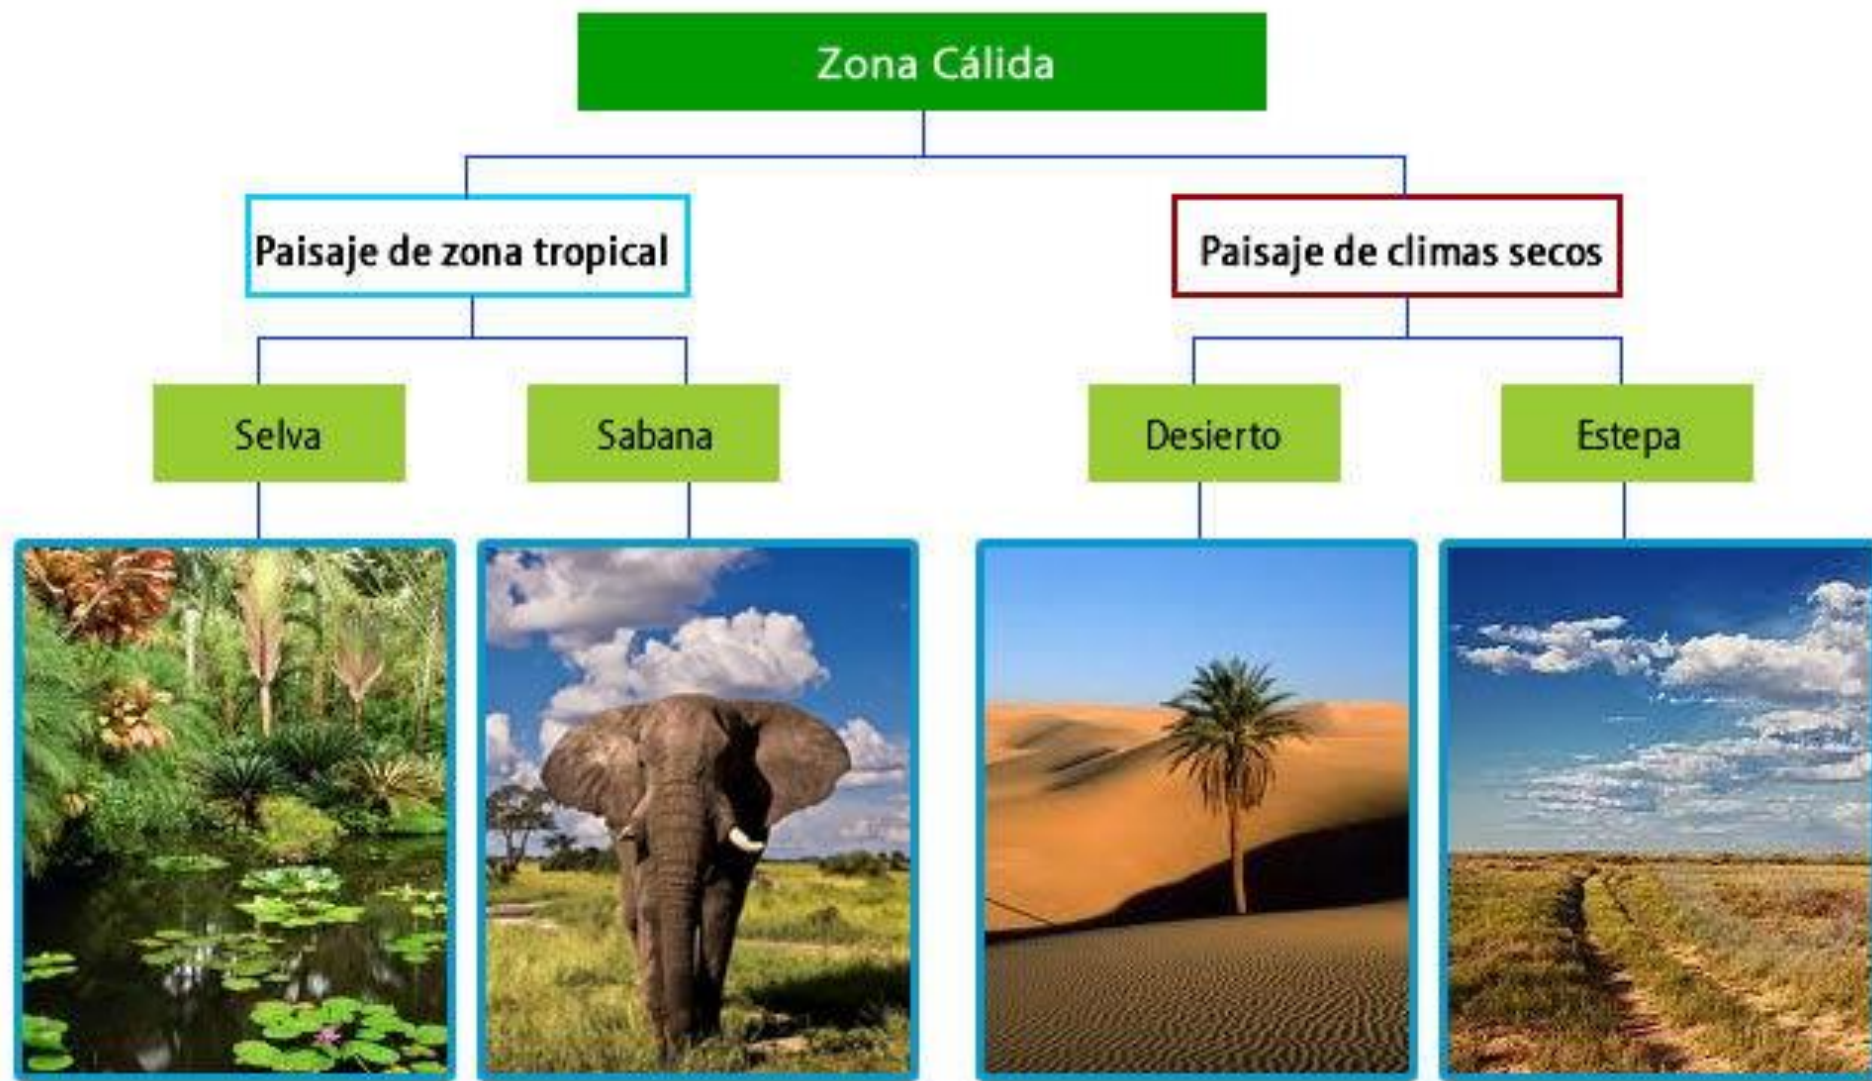 Zona Cálida
Paisaje de zona tropical
Paisaje de climas secos
Selva
Sabana
Desierto
Estepa